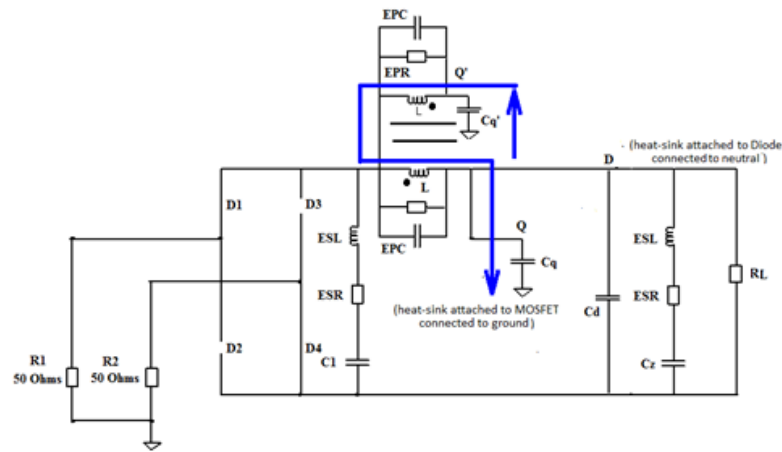 EPC
EPR
Q'
L
Cq'
(heat-sink attached to Diode
connected to neutral)
D
D1
D3
L
ESL
EPC
Q
ESL
RL
Cq
ESR
ESR
(heat-sink attached to MOSFET
connected to ground)
Cd
D2
D4
C1
Cz
R1
50 Ohms
R2
50 Ohms